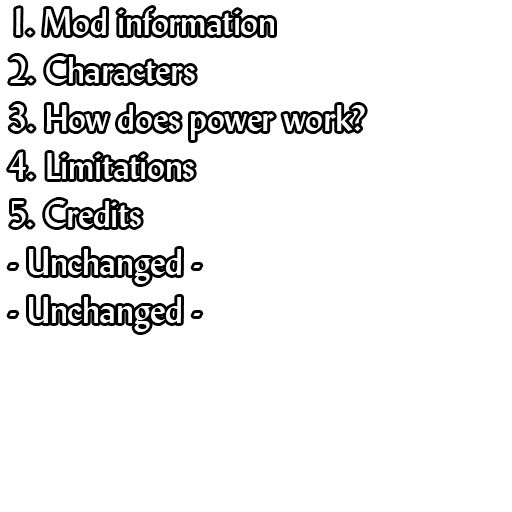 1. Mod information
2. Characters
3. How does power work?
4. Limitations
5. Credits
- Unchanged -
- Unchanged -